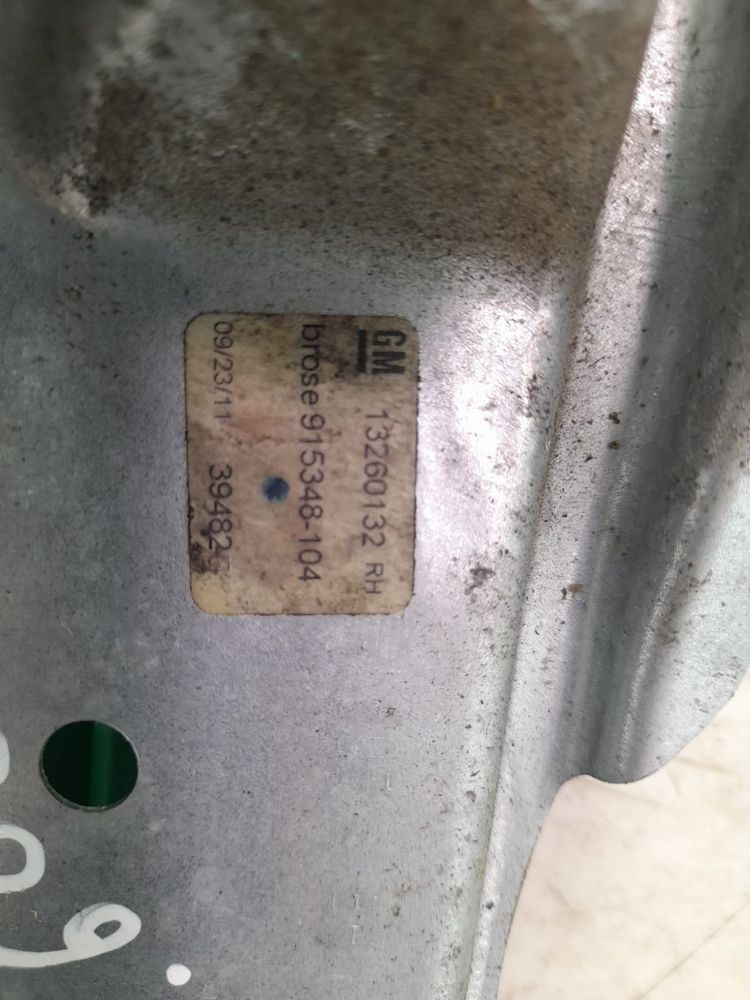 GM 13260132 RH
brose 915348-104
09/23/11 39482